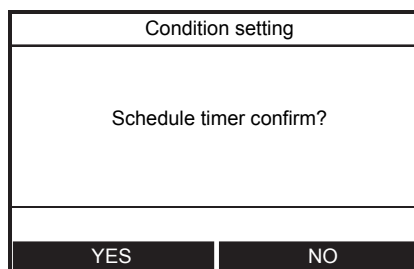 Condition setting
Schedule timer confirm?
YES NO